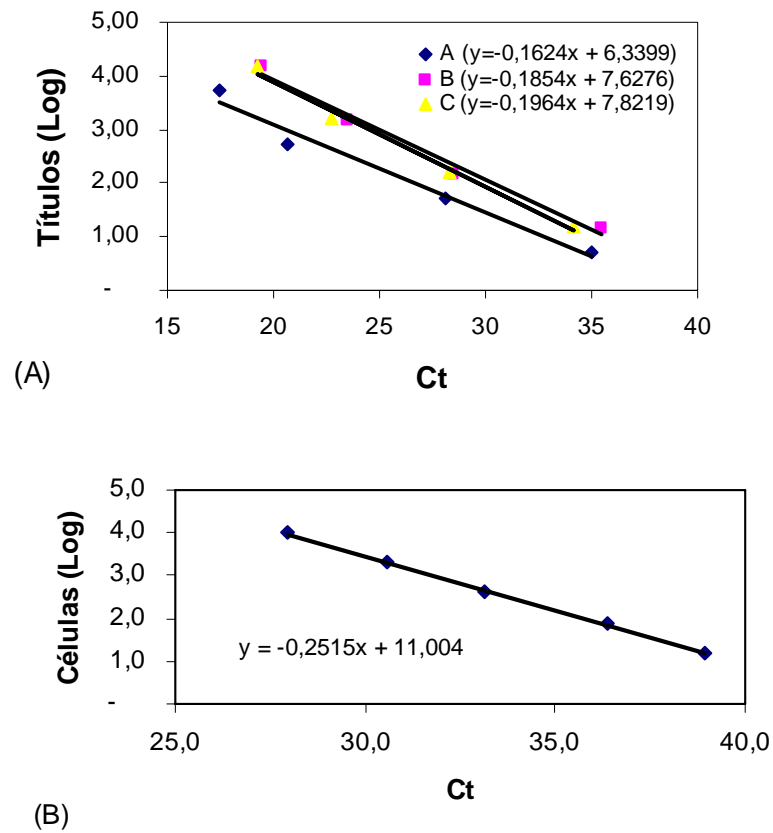 5,00
4,00
3,00
2,00
1,00
-
Títulos (Log)
A (y=-0,1624x + 6,3399)
B (y=-0,1854x + 7,6276)
C (y=-0,1964x + 7,8219)
15 20 25 30 35 40
(A)
Ct
5,0
4,0
3,0
2,0
1,0
-
Células (Log)
y = -0,2515x + 11,004
25,0 30,0 35,0 40,0
Ct
(B)